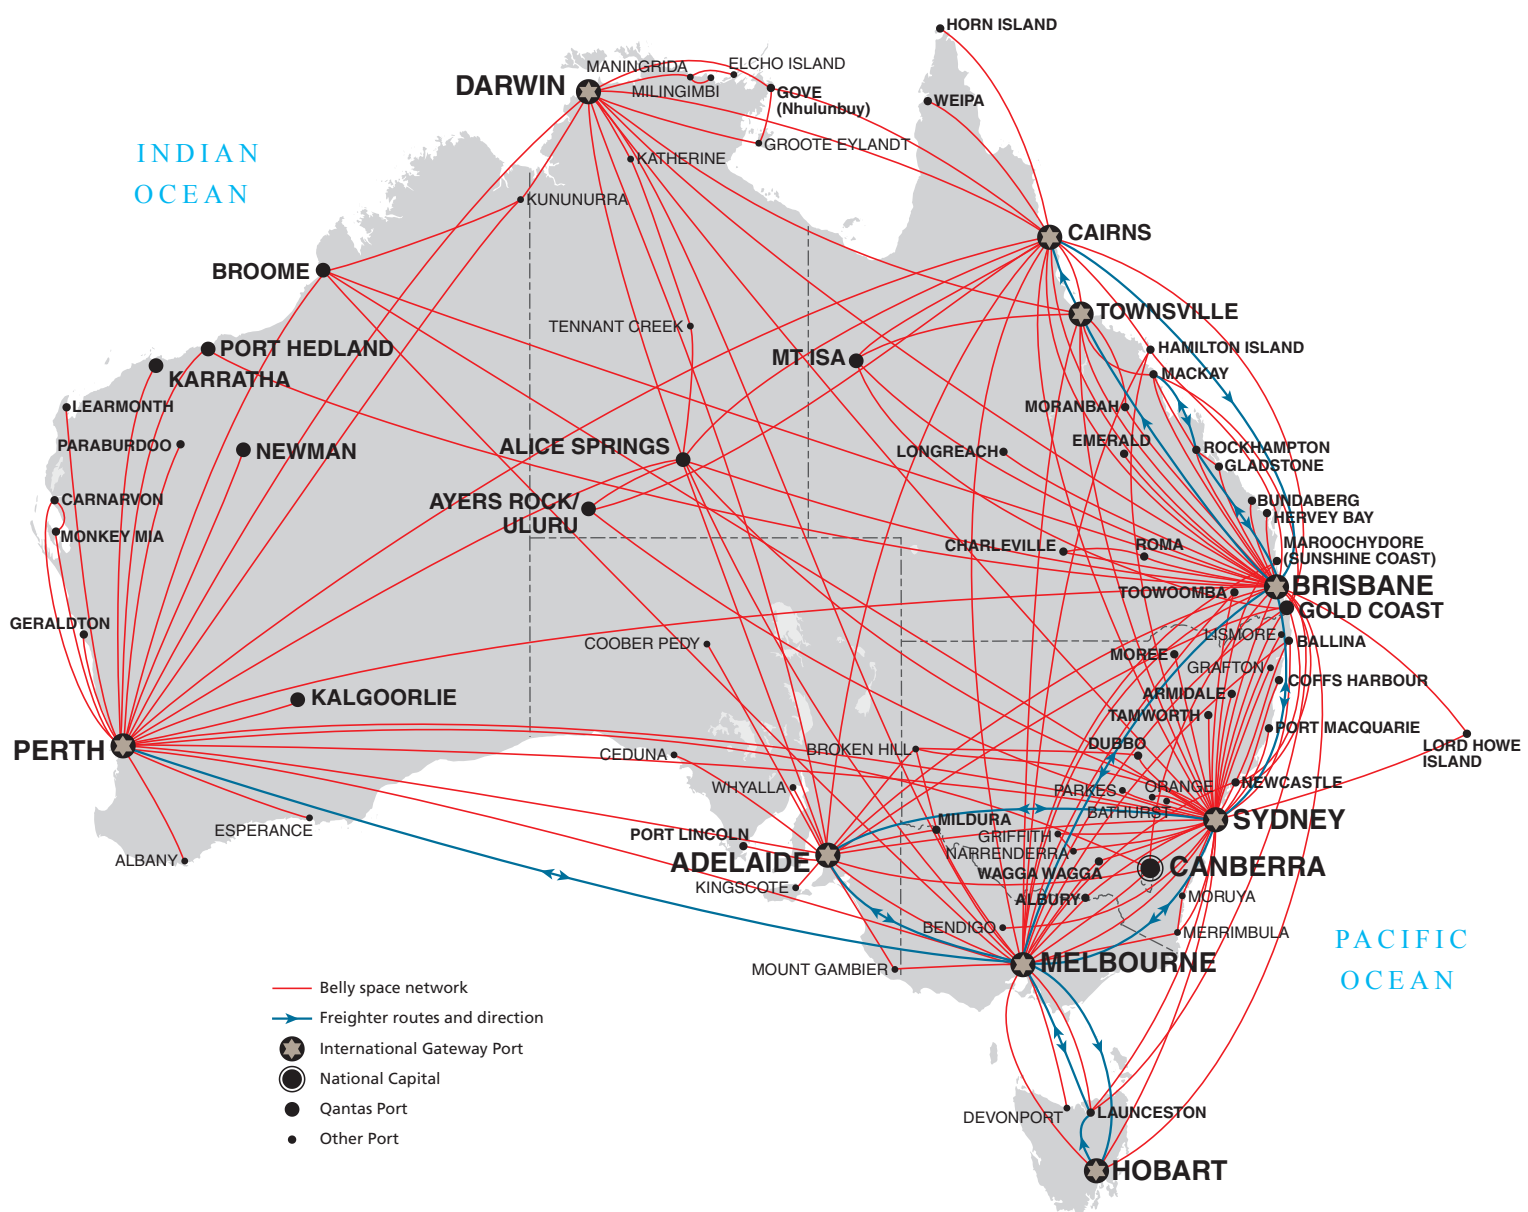 HORN ISLAND
MANINGRIDA
ELCHO ISLAND
DARWIN
MILINGIMBI
GOVE
(Nhulunbuy)
WEIPA
INDIAN
OCEAN
GROOTE EYLANDT
KATHERINE
KUNUNURRA
CAIRNS
BROOME
TOWNSVILLE
TENNANT CREEK
PORT HEDLAND
HAMILTON ISLAND
MT ISA
KARRATHA
MACKAY
LEARMONTH
MORANBAH
PARABURDOO
NEWMAN
ALICE SPRINGS
LONGREACH
EMERALD
ROCKHAMPTON
GLADSTONE
CARNARVON
AYERS ROCK/
ULURU
BUNDABERG
HERVEY BAY
MONKEY MIA
CHARLEVILLE
ROMA
MAROOCHYDORE
(SUNSHINE COAST)
TOOWOOMBA
BRISBANE
GOLD COAST
GERALDTON
COOBER PEDY
LISMORE
BALLINA
MOREE
GRAFTON
COFFS HARBOUR
KALGOORLIE
ARMIDALE
TAMWORTH
PORT MACQUARIE
PERTH
CEDUNA
BROKEN HILL
DUBBO
LORD HOWE
ISLAND
WHYALLA
PARKES
ORANGE
NEWCASTLE
BATHURST
ESPERANCE
PORT LINCOLN
MILDURA
SYDNEY
GRIFFITH
ALBANY
ADELAIDE
NARRENDERRA
WAGGA WAGGA
CANBERRA
KINGSCOTE
ALBURY
MORUYA
BENDIGO
MERRIMBULA
PACIFIC
OCEAN
MOUNT GAMBIER
MELBOURNE
Belly space network
Freighter routes and direction
International Gateway Port
National Capital
Qantas Port
Other Port
DEVONPORT
LAUNCESTON
HOBART